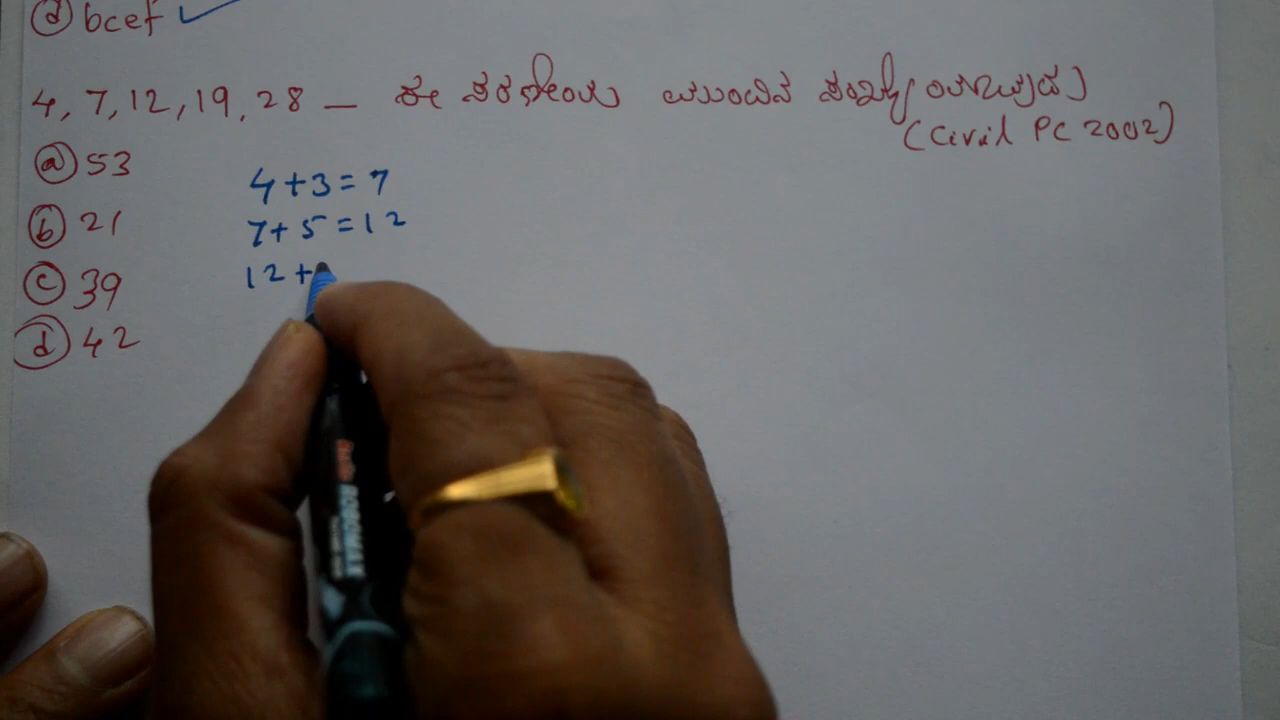 ⓓ bcef ✓
4, 7, 12, 19, 28 — ಈ ಸರಣಿಯ ಮುಂದಿನ ಸಂಖ್ಯೆ ಯಾವುದು
(Civil PC 2002)
ⓐ 53
ⓑ 21
ⓒ 39
ⓓ 42
4+3=7
7+5=12
12+